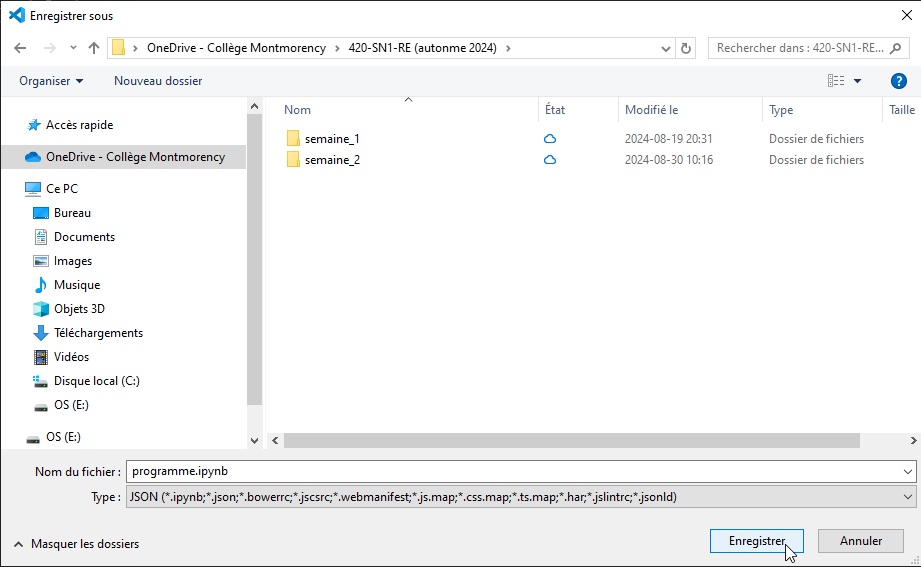 Enregistrer sous
OneDrive - Collège Montmorency > 420-SN1-RE (autonme 2024) >
Rechercher dans : 420-SN1-RE...
Organiser
Nouveau dossier
?
Nom État Modifié le Type Taille
semaine_1 2024-08-19 20:31 Dossier de fichiers
semaine_2 2024-08-30 10:16 Dossier de fichiers
Accès rapide
OneDrive - Collège Montmorency
Ce PC
Bureau
Documents
Images
Musique
Objets 3D
Téléchargements
Vidéos
Disque local (C:)
OS (E:)
OS (E:)
Nom du fichier : programme.ipynb
Type : JSON (*.ipynb;*.json;*.bowerrc;*.jscsrc;*.webmanifest;*.js.map;*.css.map;*.ts.map;*.har;*.jslintrc;*.jsonld)
Masquer les dossiers
Enregistrer
Annuler